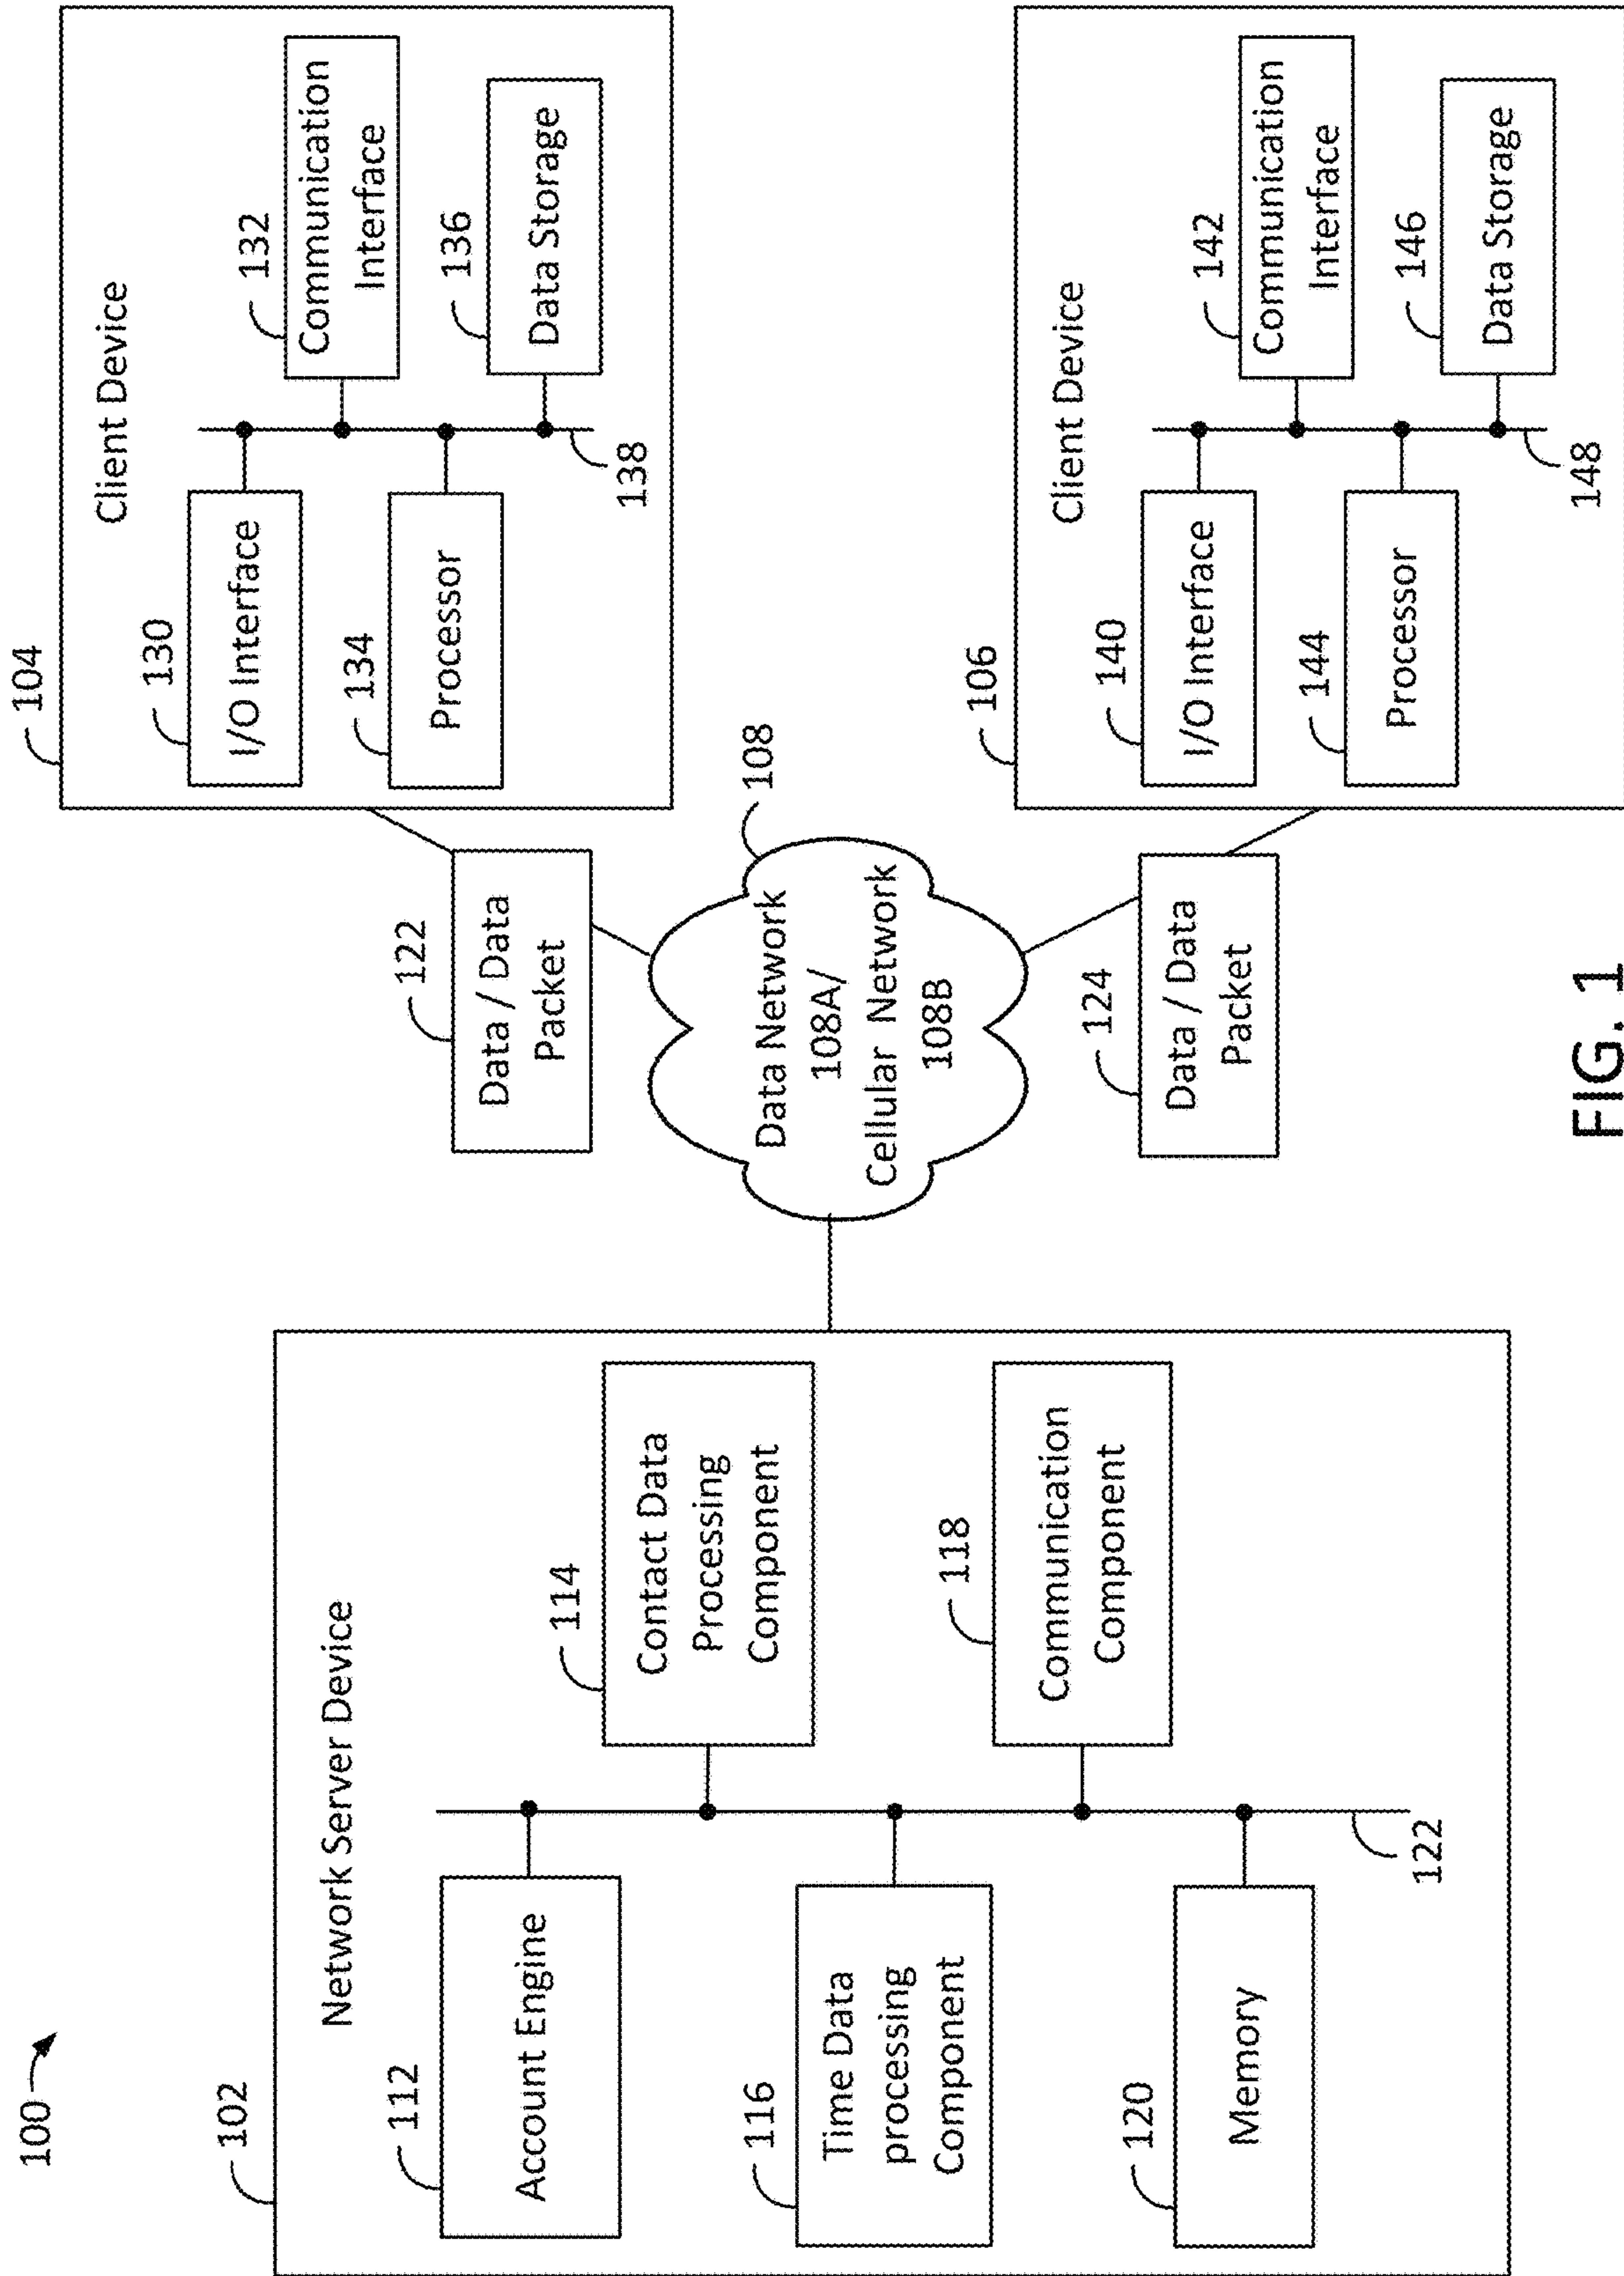 100
102
Network Server Device
112
Account Engine
114
Contact Data
Processing
Component
116
Time Data
processing
Component
118
Communication
Component
120
Memory
122
122
Data / Data
Packet
108
Data Network
108A/
Cellular Network
108B
124
Data / Data
Packet
104
Client Device
130
I/O Interface
132
Communication
Interface
134
Processor
136
Data Storage
138
106
Client Device
140
I/O Interface
142
Communication
Interface
144
Processor
146
Data Storage
148
FIG. 1